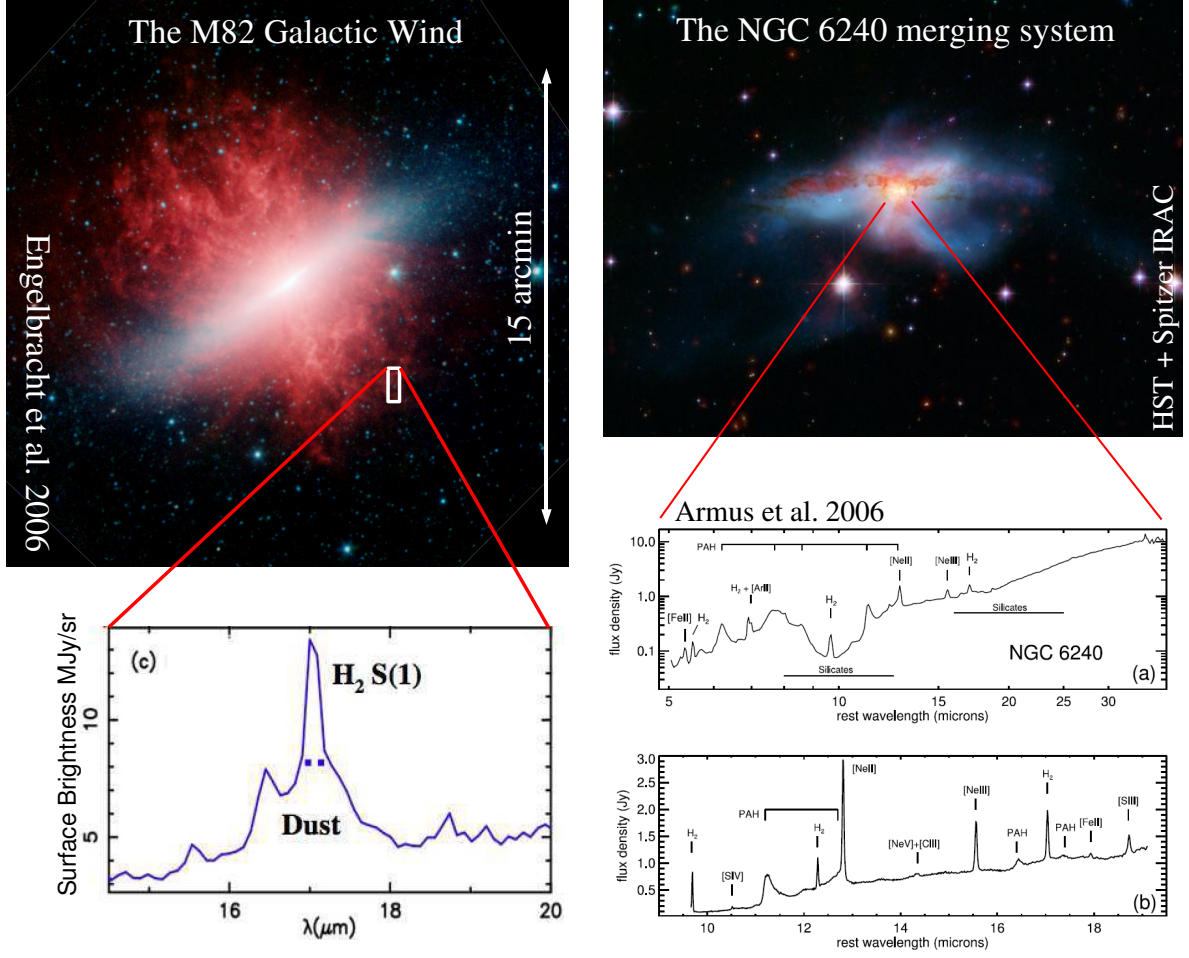 The M82 Galactic Wind
15 arcmin
Engelbracht et al. 2006
The NGC 6240 merging system
HST + Spitzer IRAC
(c)
H₂ S(1)
Dust
Surface Brightness MJy/sr
10
5
16
18
20
λ(μm)
Armus et al. 2006
PAH
[NeII]
[NeIII]
H₂
H₂ + [ArII]
H₂
[FeII]
H₂
Silicates
Silicates
NGC 6240
(a)
flux density (Jy)
10.0
1.0
0.1
5
10
15
20
25
30
rest wavelength (microns)
[NeII]
[NeIII]
H₂
[SIII]
PAH
H₂
H₂
[SIV]
[NeV]+[ClII]
PAH
PAH
[FeII]
(b)
flux density (Jy)
3.0
2.5
2.0
1.5
1.0
0.5
10
12
14
16
18
rest wavelength (microns)